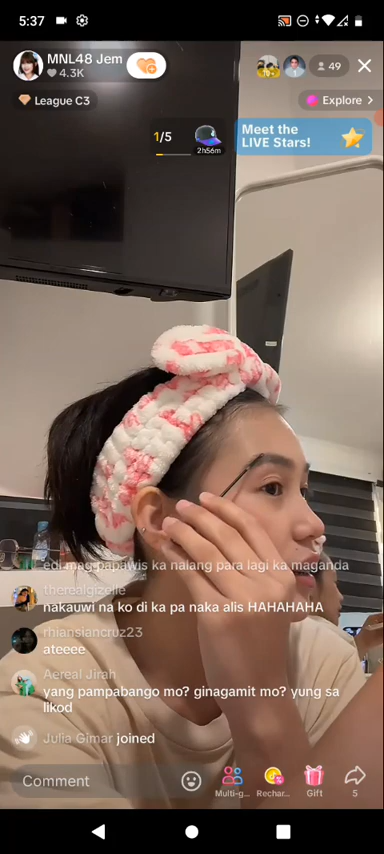 5:37
MNL48 Jem
4.3K
49
League C3
Explore >
1/5
2h56m
Meet the
LIVE Stars!
edi mag papawis ka nalang para lagi ka maganda
therealgizelle
nakauwi na ko di ka pa naka alis HAHAHAHA
rhiansiancruz23
ateeee
Aereal Jirah
yang pampabango mo? ginagamit mo? yung sa
likod
Julia Gimar joined
Comment
Multi-g...
Rechar...
Gift
5